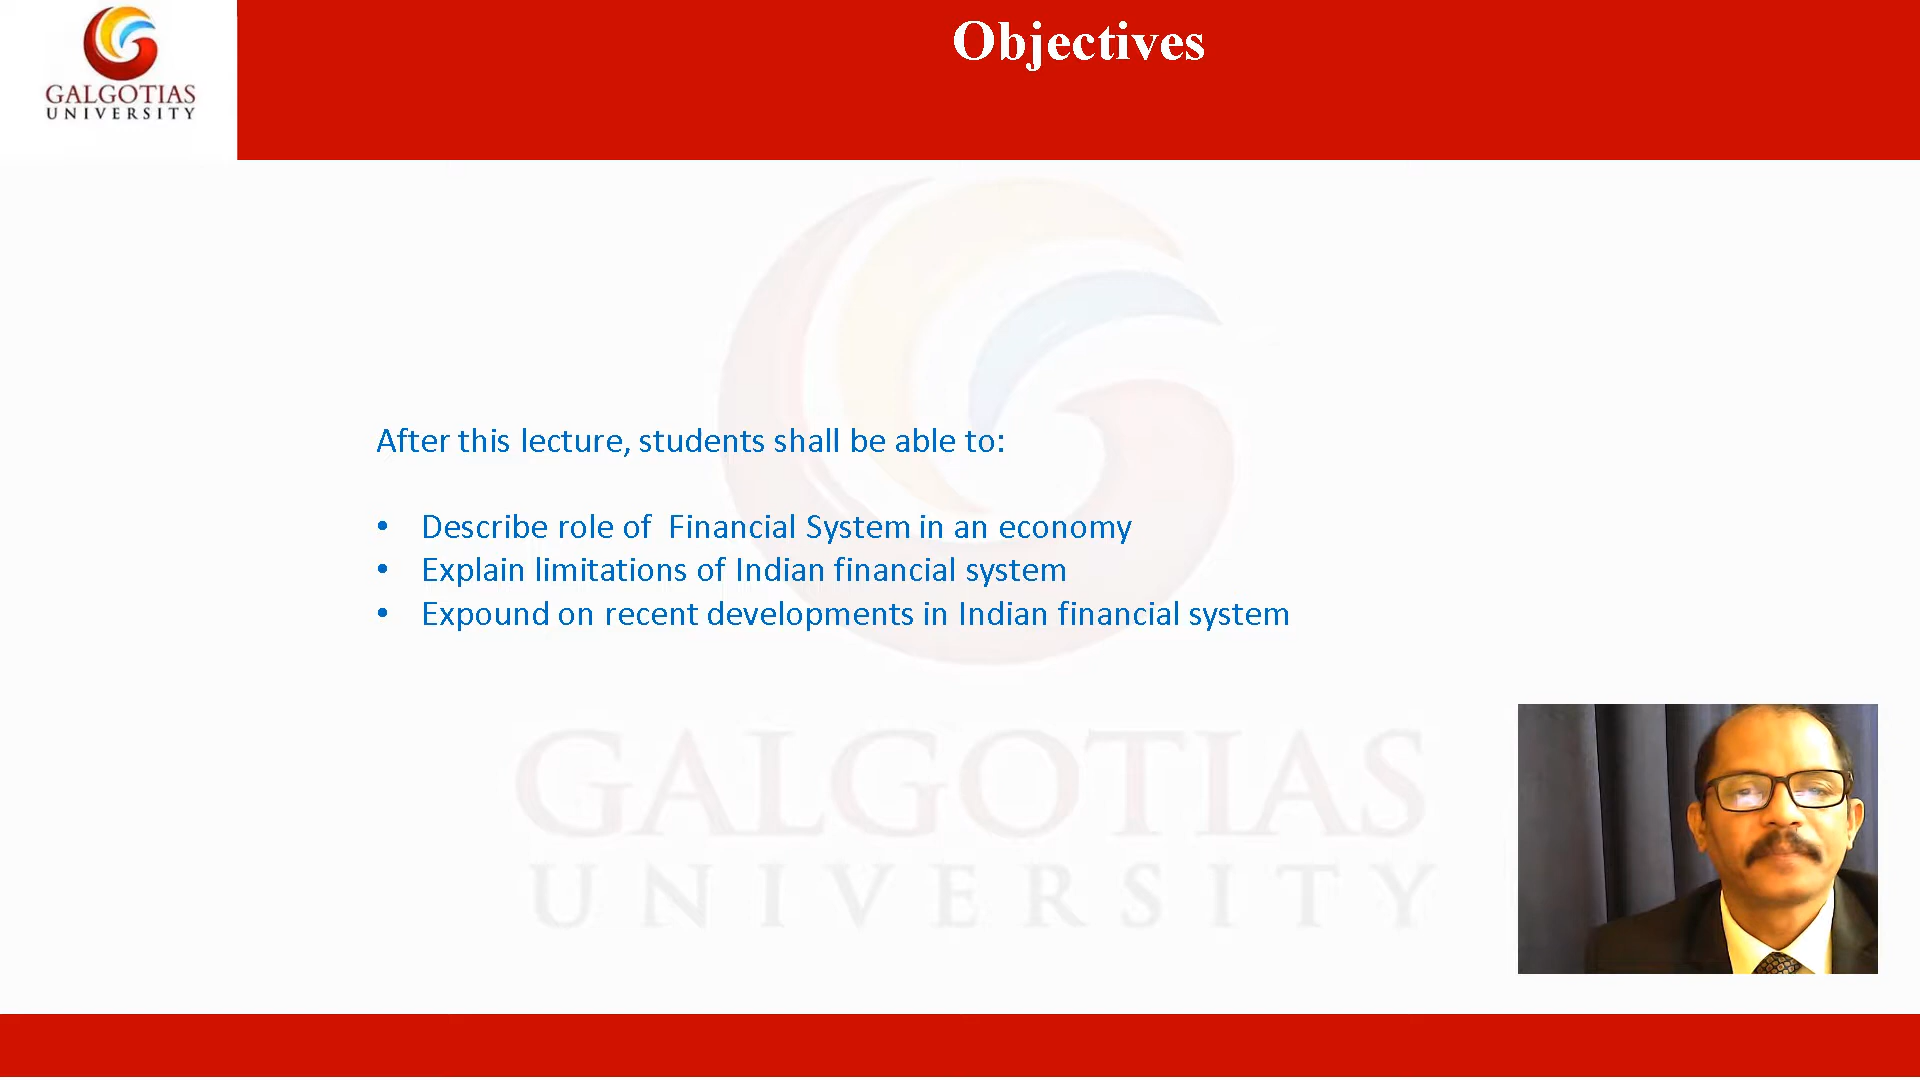 GALGOTIAS
UNIVERSITY
Objectives
After this lecture, students shall be able to:
• Describe role of  Financial System in an economy
• Explain limitations of Indian financial system
• Expound on recent developments in Indian financial system
GALGOTIAS
UNIVERSITY